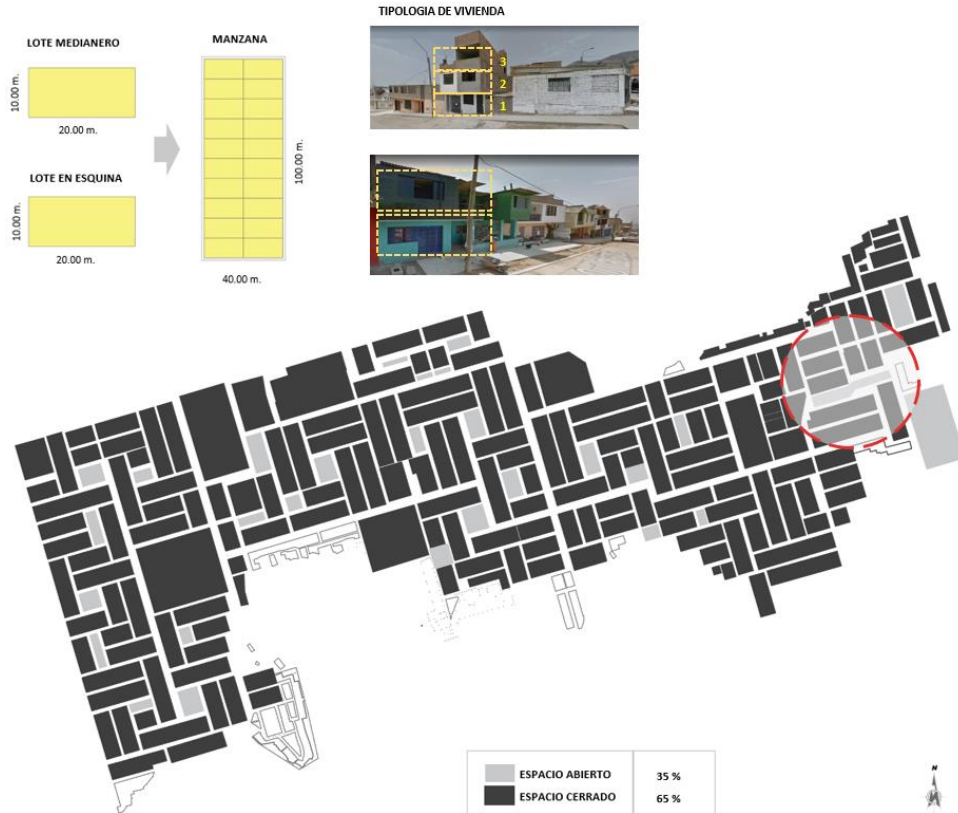 TIPOLOGIA DE VIVIENDA
LOTE MEDIANERO
MANZANA
10.00 m.
20.00 m.
LOTE EN ESQUINA
10.00 m.
20.00 m.
100.00 m.
40.00 m.
3
2
1
ESPACIO ABIERTO 35 %
ESPACIO CERRADO 65 %
N